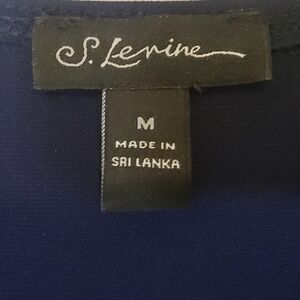 S. Levine
M
MADE IN
SRI LANKA